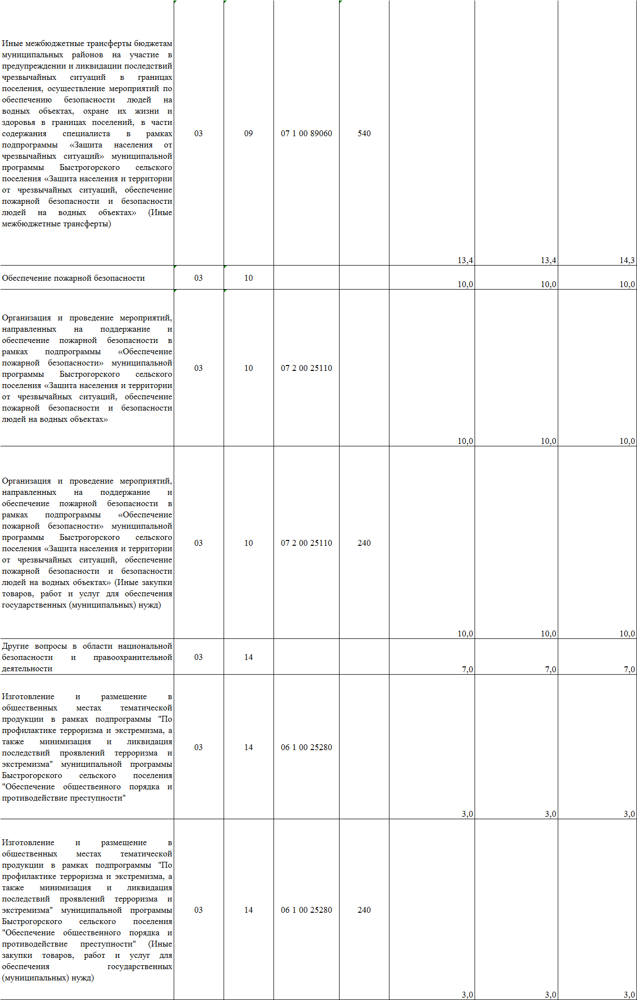 Иные межбюджетные трансферты бюджетам
муниципальных районов на участие в
предупреждении и ликвидации последствий
чрезвычайных ситуаций в границах
поселения, осуществление мероприятий по
обеспечению безопасности людей на
водных объектах, охране их жизни и
здоровья в границах поселений, в части
содержания специалиста в рамках
подпрограммы «Защита населения от
чрезвычайных ситуаций» муниципальной
программы Быстрогорского сельского
поселения «Защита населения и территории
от чрезвычайных ситуаций, обеспечение
пожарной безопасности и безопасности
людей на водных объектах» (Иные
межбюджетные трансферты)
03 09 07 1 00 89060 540
13,4 13,4 14,3
Обеспечение пожарной безопасности 03 10
10,0 10,0 10,0
Организация и проведение мероприятий,
направленных на поддержание и
обеспечение пожарной безопасности в
рамках подпрограммы «Обеспечение
пожарной безопасности» муниципальной
программы Быстрогорского сельского
поселения «Защита населения и территории
от чрезвычайных ситуаций, обеспечение
пожарной безопасности и безопасности
людей на водных объектах»
03 10 07 2 00 25110
10,0 10,0 10,0
Организация и проведение мероприятий,
направленных на поддержание и
обеспечение пожарной безопасности в
рамках подпрограммы «Обеспечение
пожарной безопасности» муниципальной
программы Быстрогорского сельского
поселения «Защита населения и территории
от чрезвычайных ситуаций, обеспечение
пожарной безопасности и безопасности
людей на водных объектах» (Иные закупки
товаров, работ и услуг для обеспечения
государственных (муниципальных) нужд)
03 10 07 2 00 25110 240
10,0 10,0 10,0
Другие вопросы в области национальной
безопасности и правоохранительной
деятельности
03 14
7,0 7,0 7,0
Изготовление и размещение в
общественных местах тематической
продукции в рамках подпрограммы "По
профилактике терроризма и экстремизма, а
также минимизация и ликвидация
последствий проявлений терроризма и
экстремизма" муниципальной программы
Быстрогорского сельского поселения
"Обеспечение общественного порядка и
противодействие преступности"
03 14 06 1 00 25280
3,0 3,0 3,0
Изготовление и размещение в
общественных местах тематической
продукции в рамках подпрограммы "По
профилактике терроризма и экстремизма, а
также минимизация и ликвидация
последствий проявлений терроризма и
экстремизма" муниципальной программы
Быстрогорского сельского поселения
"Обеспечение общественного порядка и
противодействие преступности" (Иные
закупки товаров, работ и услуг для
обеспечения государственных
(муниципальных) нужд)
03 14 06 1 00 25280 240
3,0 3,0 3,0